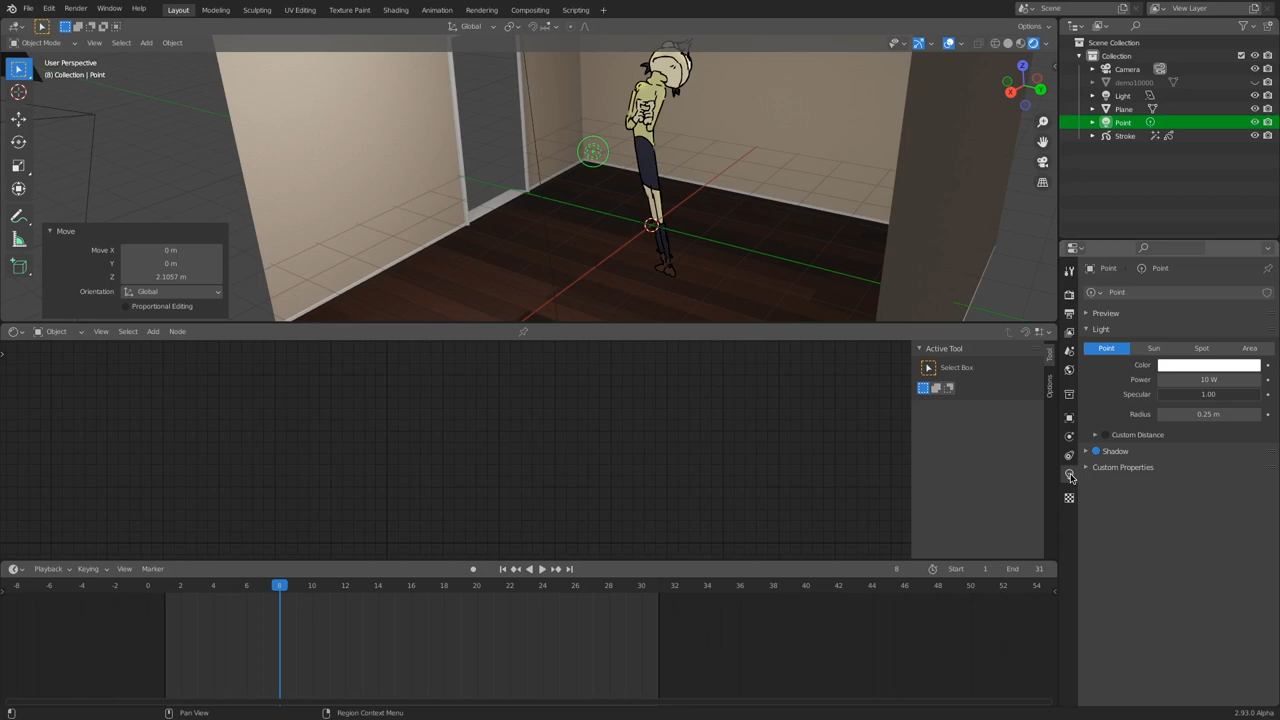 File Edit Render Window Help Layout Modeling Sculpting UV Editing Texture Paint Shading Animation Rendering Compositing Scripting + Scene View Layer
Global Options
Object Mode View Select Add Object
User Perspective
(8) Collection | Point
X
Y
Z
Move
Move X 0 m
Y 0 m
Z 2.1057 m
Orientation Global
Proportional Editing
Scene Collection
Collection
Camera
demo10000
Light
Plane
Point
Stroke
Point Point
Point
Preview
Light
Point Sun Spot Area
Color
Power 10 W
Specular 1.00
Radius 0.25 m
Custom Distance
Shadow
Custom Properties
Object View Select Add Node
Active Tool
Select Box
Tool
Options
Playback Keying View Marker 8 Start 1 End 31
-8 -6 -4 -2 0 2 4 6 8 10 12 14 16 18 20 22 24 26 28 30 32 34 36 38 40 42 44 46 48 50 52 54
Pan View Region Context Menu 2.93.0 Alpha